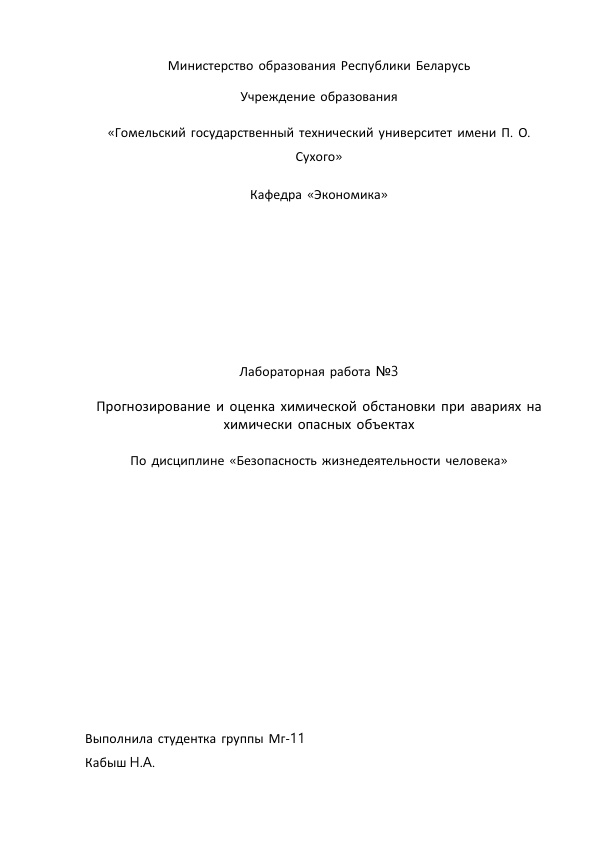 Министерство образования Республики Беларусь
Учреждение образования
«Гомельский государственный технический университет имени П. О.
Сухого»
Кафедра «Экономика»
Лабораторная работа №3
Прогнозирование и оценка химической обстановки при авариях на
химически опасных объектах
По дисциплине «Безопасность жизнедеятельности человека»
Выполнила студентка группы Мг-11
Кабыш Н.А.